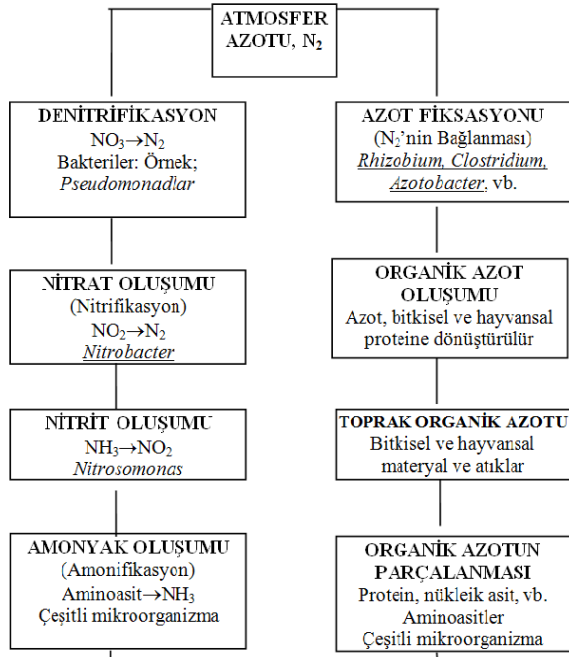 ATMOSFER
AZOTU, N₂
DENİTRİFİKASYON
NO₃→N₂
Bakteriler: Örnek;
Pseudomonadlar
AZOT FİKSASYONU
(N₂'nin Bağlanması)
Rhizobium, Clostridium,
Azotobacter, vb.
NİTRAT OLUŞUMU
(Nitrifikasyon)
NO₂→N₂
Nitrobacter
ORGANİK AZOT
OLUŞUMU
Azot, bitkisel ve hayvansal
proteine dönüştürülür
NİTRİT OLUŞUMU
NH₃→NO₂
Nitrosomonas
TOPRAK ORGANİK AZOTU
Bitkisel ve hayvansal
materyal ve atıklar
AMONYAK OLUŞUMU
(Amonifikasyon)
Aminoasit→NH₃
Çeşitli mikroorganizma
ORGANİK AZOTUN
PARÇALANMASI
Protein, nükleik asit, vb.
Aminoasitler
Çeşitli mikroorganizma